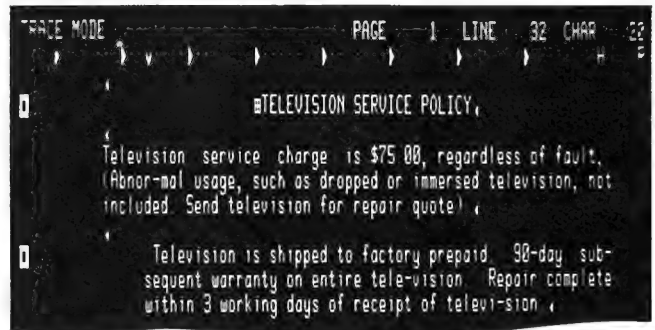 TRACE MODE PAGE 1 LINE 32 CHAR 22
TELEVISION SERVICE POLICY
Television service charge is $75 00, regardless of fault.
(Abnor-mal usage, such as dropped or immersed television, not
included. Send television for repair quote)
Television is shipped to factory prepaid. 90-day sub-
sequent warranty on entire tele-vision. Repair complete
within 3 working days of receipt of televi-sion